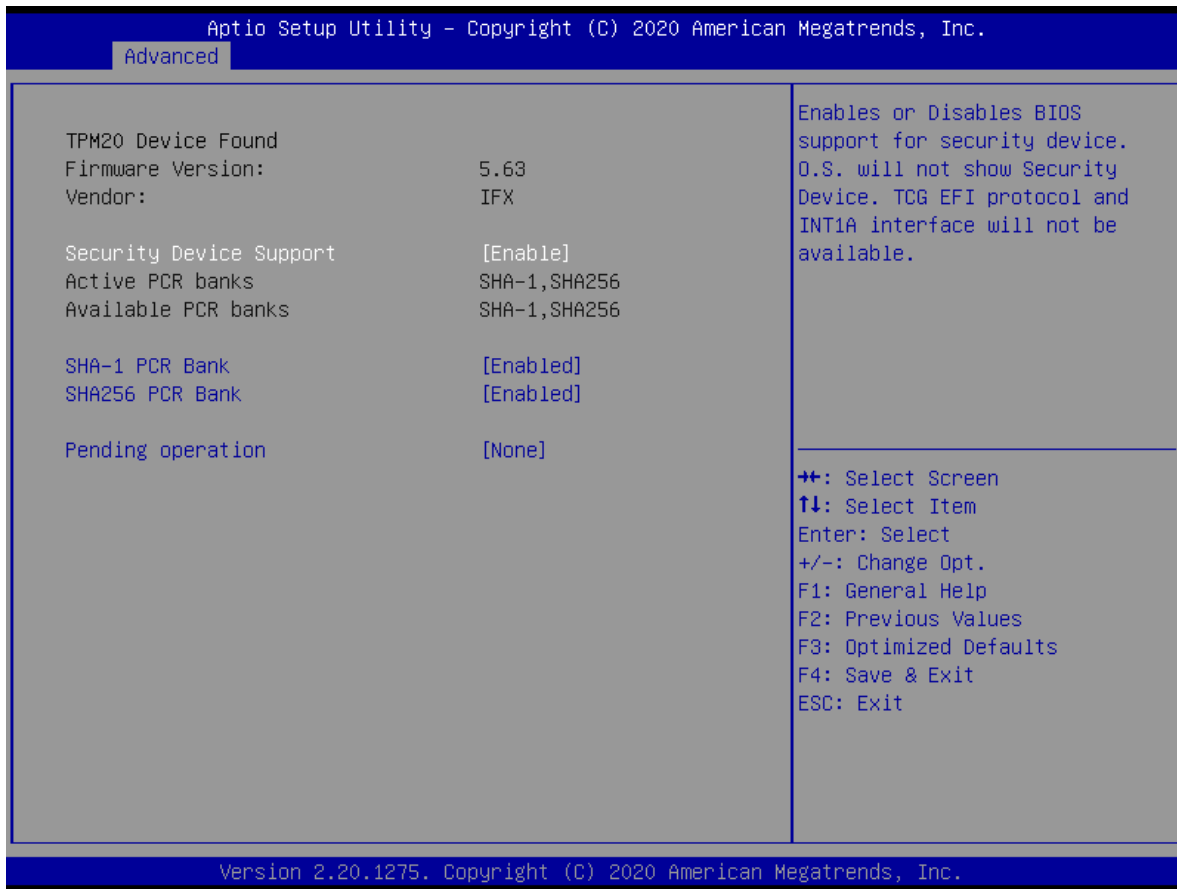 Aptio Setup Utility – Copyright (C) 2020 American Megatrends, Inc.
Advanced
TPM20 Device Found
Firmware Version: 5.63
Vendor: IFX
Security Device Support [Enable]
Active PCR banks SHA-1,SHA256
Available PCR banks SHA-1,SHA256
SHA-1 PCR Bank [Enabled]
SHA256 PCR Bank [Enabled]
Pending operation [None]
Enables or Disables BIOS
support for security device.
O.S. will not show Security
Device. TCG EFI protocol and
INT1A interface will not be
available.
→←: Select Screen
↑↓: Select Item
Enter: Select
+/-: Change Opt.
F1: General Help
F2: Previous Values
F3: Optimized Defaults
F4: Save & Exit
ESC: Exit
Version 2.20.1275. Copyright (C) 2020 American Megatrends, Inc.